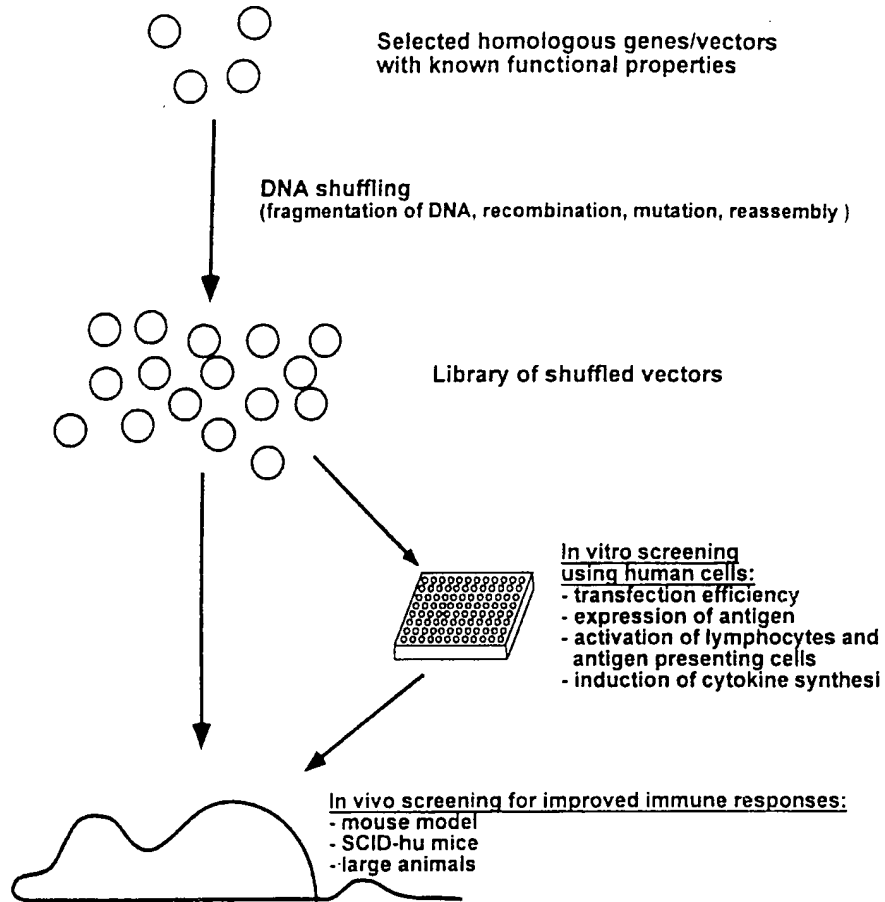 Selected homologous genes/vectors
with known functional properties
DNA shuffling
(fragmentation of DNA, recombination, mutation, reassembly )
Library of shuffled vectors
In vitro screening
using human cells:
- transfection efficiency
- expression of antigen
- activation of lymphocytes and
antigen presenting cells
- induction of cytokine synthesi
In vivo screening for improved immune responses:
- mouse model
- SCID-hu mice
- large animals